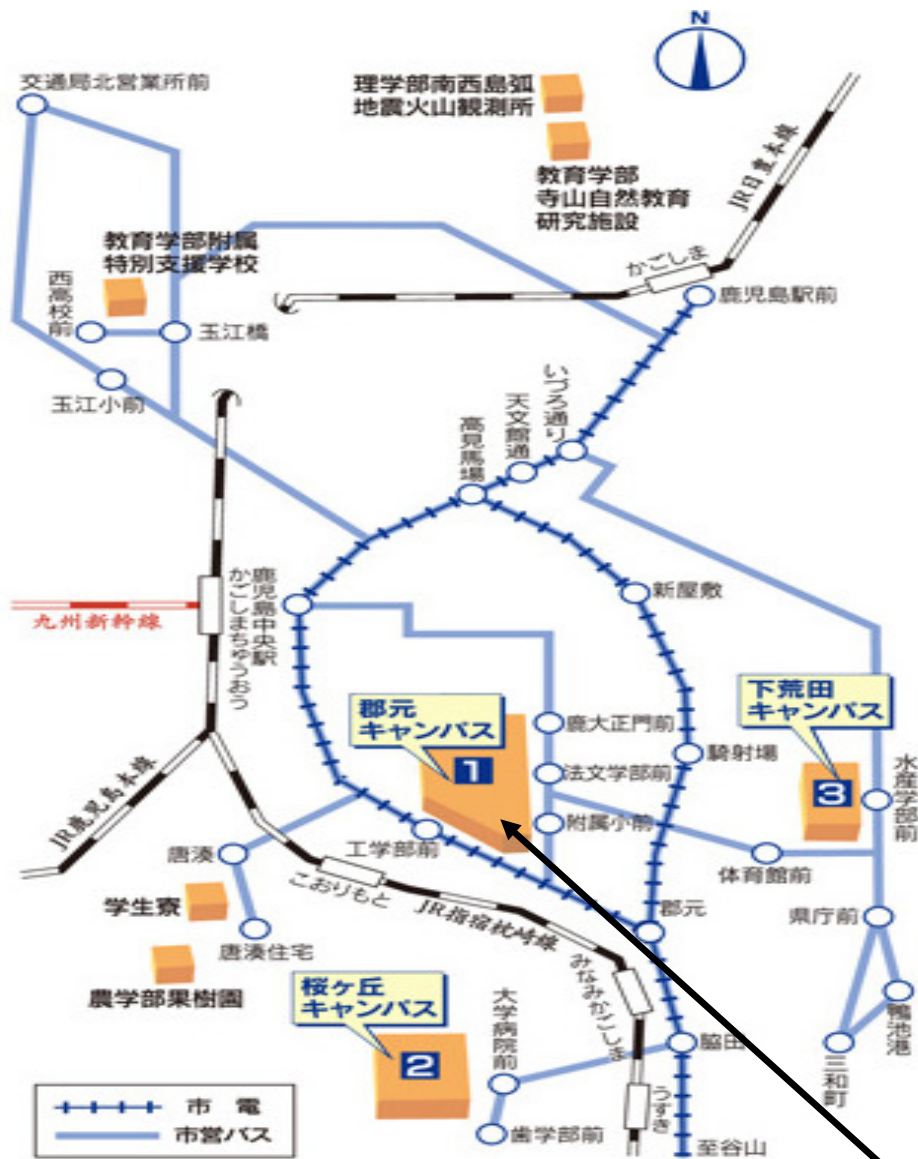 N
交通局北営業所前
理学部南西島弧
地震火山観測所
教育学部
寺山自然教育
研究施設
JR日豊本線
かごしま
鹿児島駅前
教育学部附属
特別支援学校
西高校前
玉江橋
玉江小前
いづろ通り
天文館通
高見馬場
新屋敷
鹿児島中央駅
かごしまちゅうおう
九州新幹線
郡元
キャンパス
1
鹿大正門前
法文学部前
附属小前
騎射場
下荒田
キャンパス
3
水産学部前
体育館前
工学部前
JR鹿児島本線
唐湊
こおりもと
JR指宿枕崎線
学生寮
唐湊住宅
農学部果樹園
郡元
県庁前
鴨池港
三和町
みなみかごしま
桜ヶ丘
キャンパス
2
大学病院前
脇田
うすき
歯学部前
至谷山
市電
市営バス